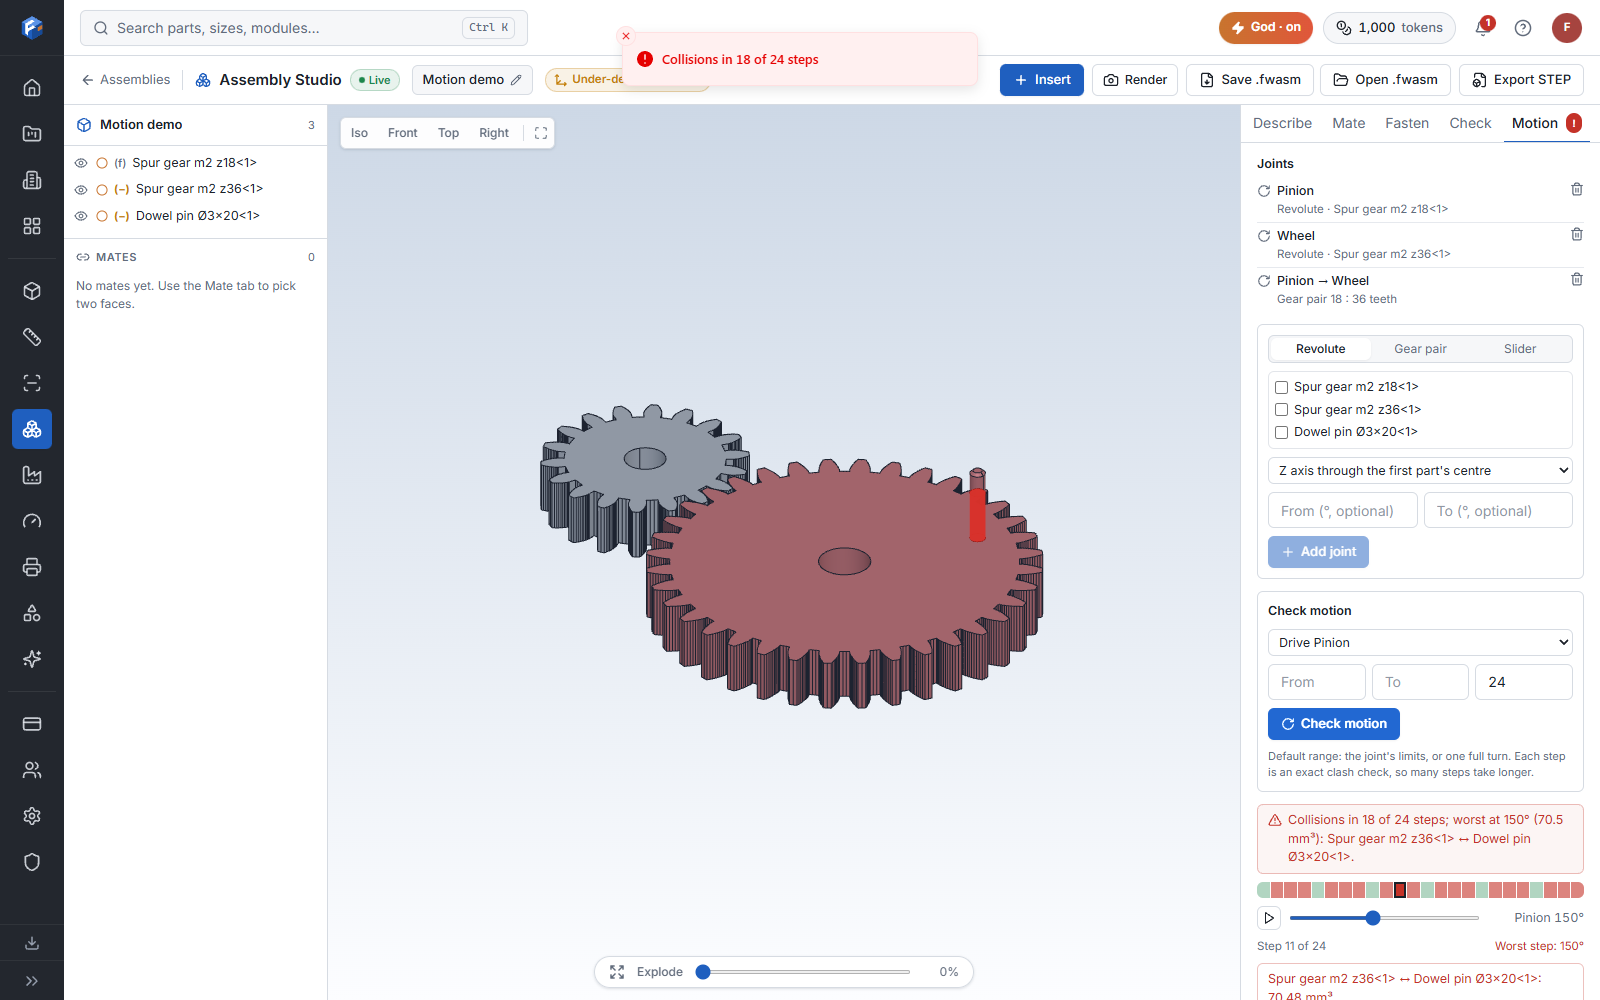 Search parts, sizes, modules...
Ctrl K
God · on
1,000 tokens
1
F
Collisions in 18 of 24 steps
Assemblies
Assembly Studio
Live
Motion demo
Under-de
Insert
Render
Save .fwasm
Open .fwasm
Export STEP
Motion demo
3
(f) Spur gear m2 z18<1>
(−) Spur gear m2 z36<1>
(−) Dowel pin Ø3×20<1>
MATES
0
No mates yet. Use the Mate tab to pick
two faces.
Iso
Front
Top
Right
Explode
0%
Describe
Mate
Fasten
Check
Motion
!
Joints
Pinion
Revolute · Spur gear m2 z18<1>
Wheel
Revolute · Spur gear m2 z36<1>
Pinion → Wheel
Gear pair 18 : 36 teeth
Revolute
Gear pair
Slider
Spur gear m2 z18<1>
Spur gear m2 z36<1>
Dowel pin Ø3×20<1>
Z axis through the first part's centre
From (°, optional)
To (°, optional)
Add joint
Check motion
Drive Pinion
From
To
24
Check motion
Default range: the joint's limits, or one full turn. Each step
is an exact clash check, so many steps take longer.
Collisions in 18 of 24 steps; worst at 150° (70.5
mm³): Spur gear m2 z36<1> ↔ Dowel pin
Ø3×20<1>.
Pinion 150°
Step 11 of 24
Worst step: 150°
Spur gear m2 z36<1> ↔ Dowel pin Ø3×20<1>:
70.48 mm³